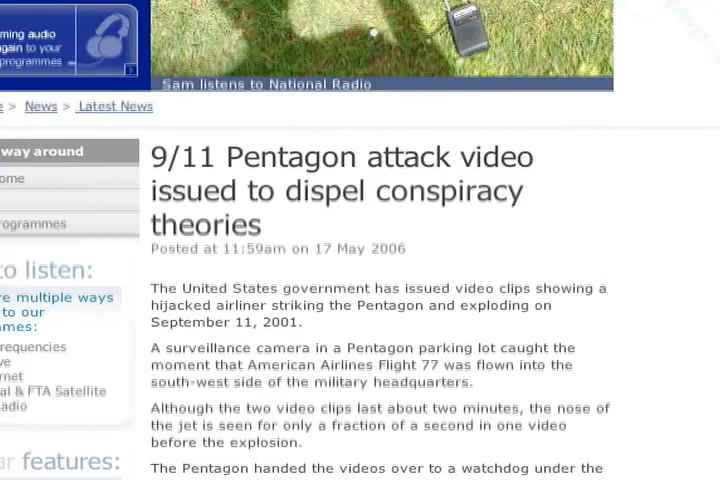 ming audio
again to your
programmes
Sam listens to National Radio
e > News > Latest News
way around
ome
rogrammes
to listen:
re multiple ways
to our
mes:
requencies
ve
rnet
al & FTA Satellite
adio
ar features:
9/11 Pentagon attack video
issued to dispel conspiracy
theories
Posted at 11:59am on 17 May 2006
The United States government has issued video clips showing a
hijacked airliner striking the Pentagon and exploding on
September 11, 2001.
A surveillance camera in a Pentagon parking lot caught the
moment that American Airlines Flight 77 was flown into the
south-west side of the military headquarters.
Although the two video clips last about two minutes, the nose of
the jet is seen for only a fraction of a second in one video
before the explosion.
The Pentagon handed the videos over to a watchdog under the